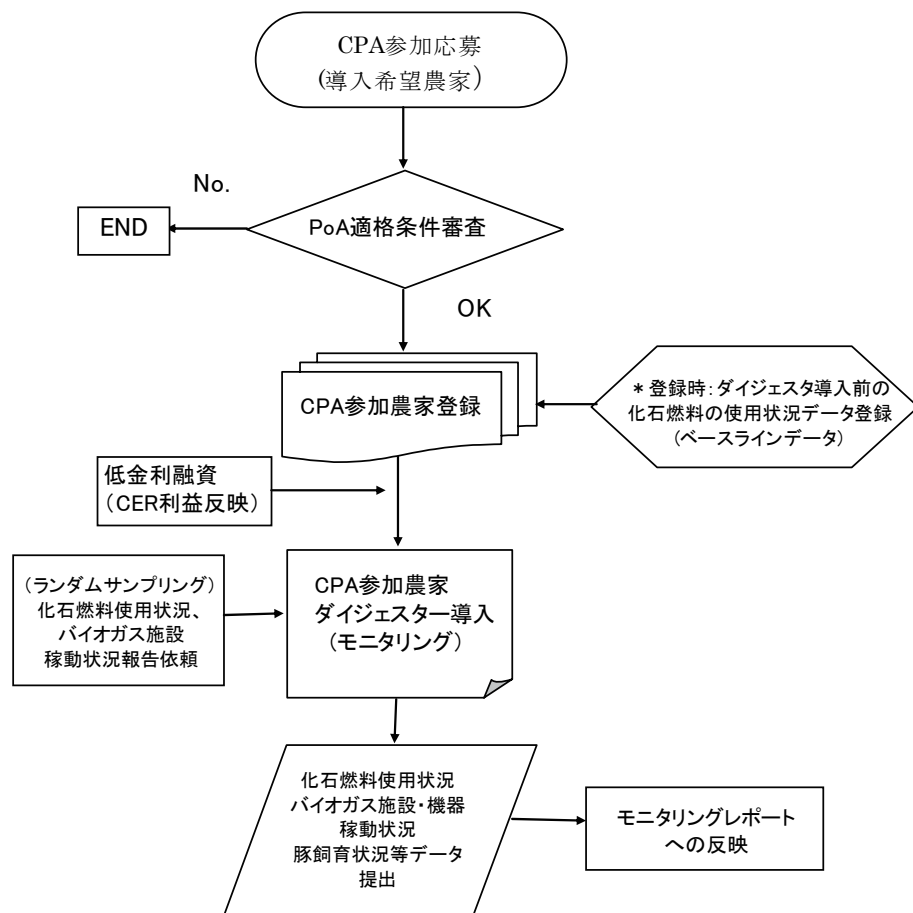 CPA参加応募
(導入希望農家)
No.
END
PoA適格条件審査
OK
CPA参加農家登録
＊登録時：ダイジェスタ導入前の
化石燃料の使用状況データ登録
（ベースラインデータ）
低金利融資
（CER利益反映）
（ランダムサンプリング）
化石燃料使用状況、
バイオガス施設
稼動状況報告依頼
CPA参加農家
ダイジェスター導入
（モニタリング）
化石燃料使用状況
バイオガス施設・機器
稼動状況
豚飼育状況等データ
提出
モニタリングレポート
への反映